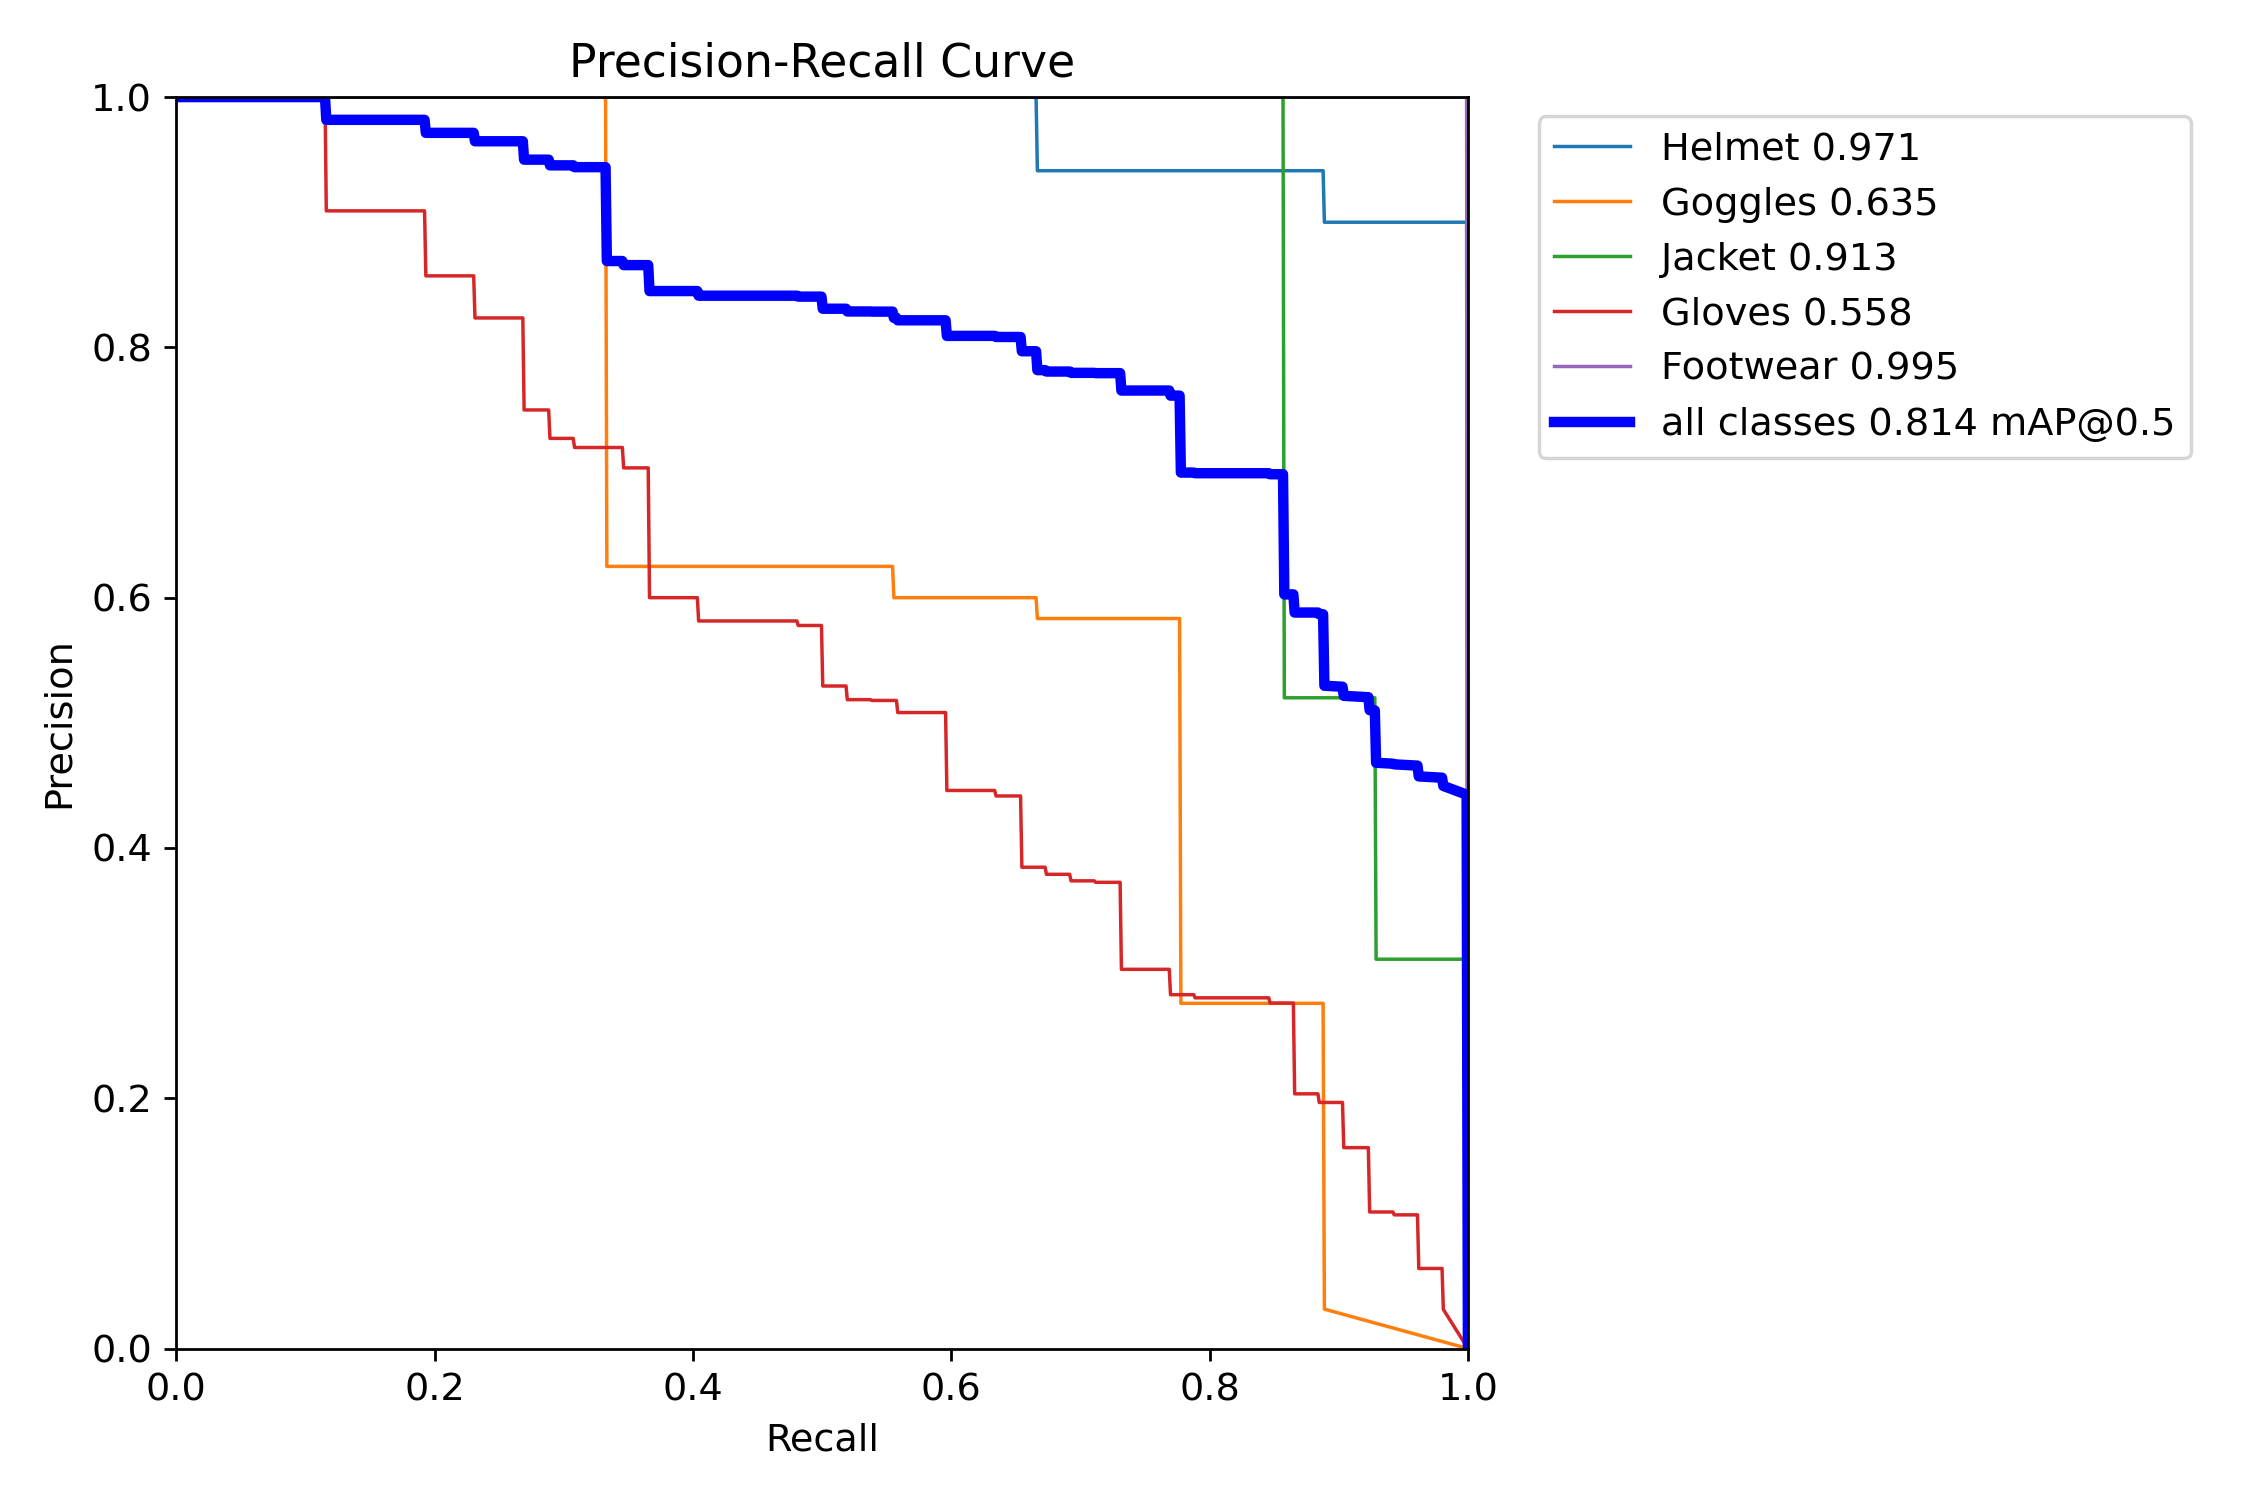 Precision-Recall Curve
1.0
0.8
0.6
0.4
0.2
0.0
Precision
0.0 0.2 0.4 0.6 0.8 1.0
Recall
Helmet 0.971
Goggles 0.635
Jacket 0.913
Gloves 0.558
Footwear 0.995
all classes 0.814 mAP@0.5